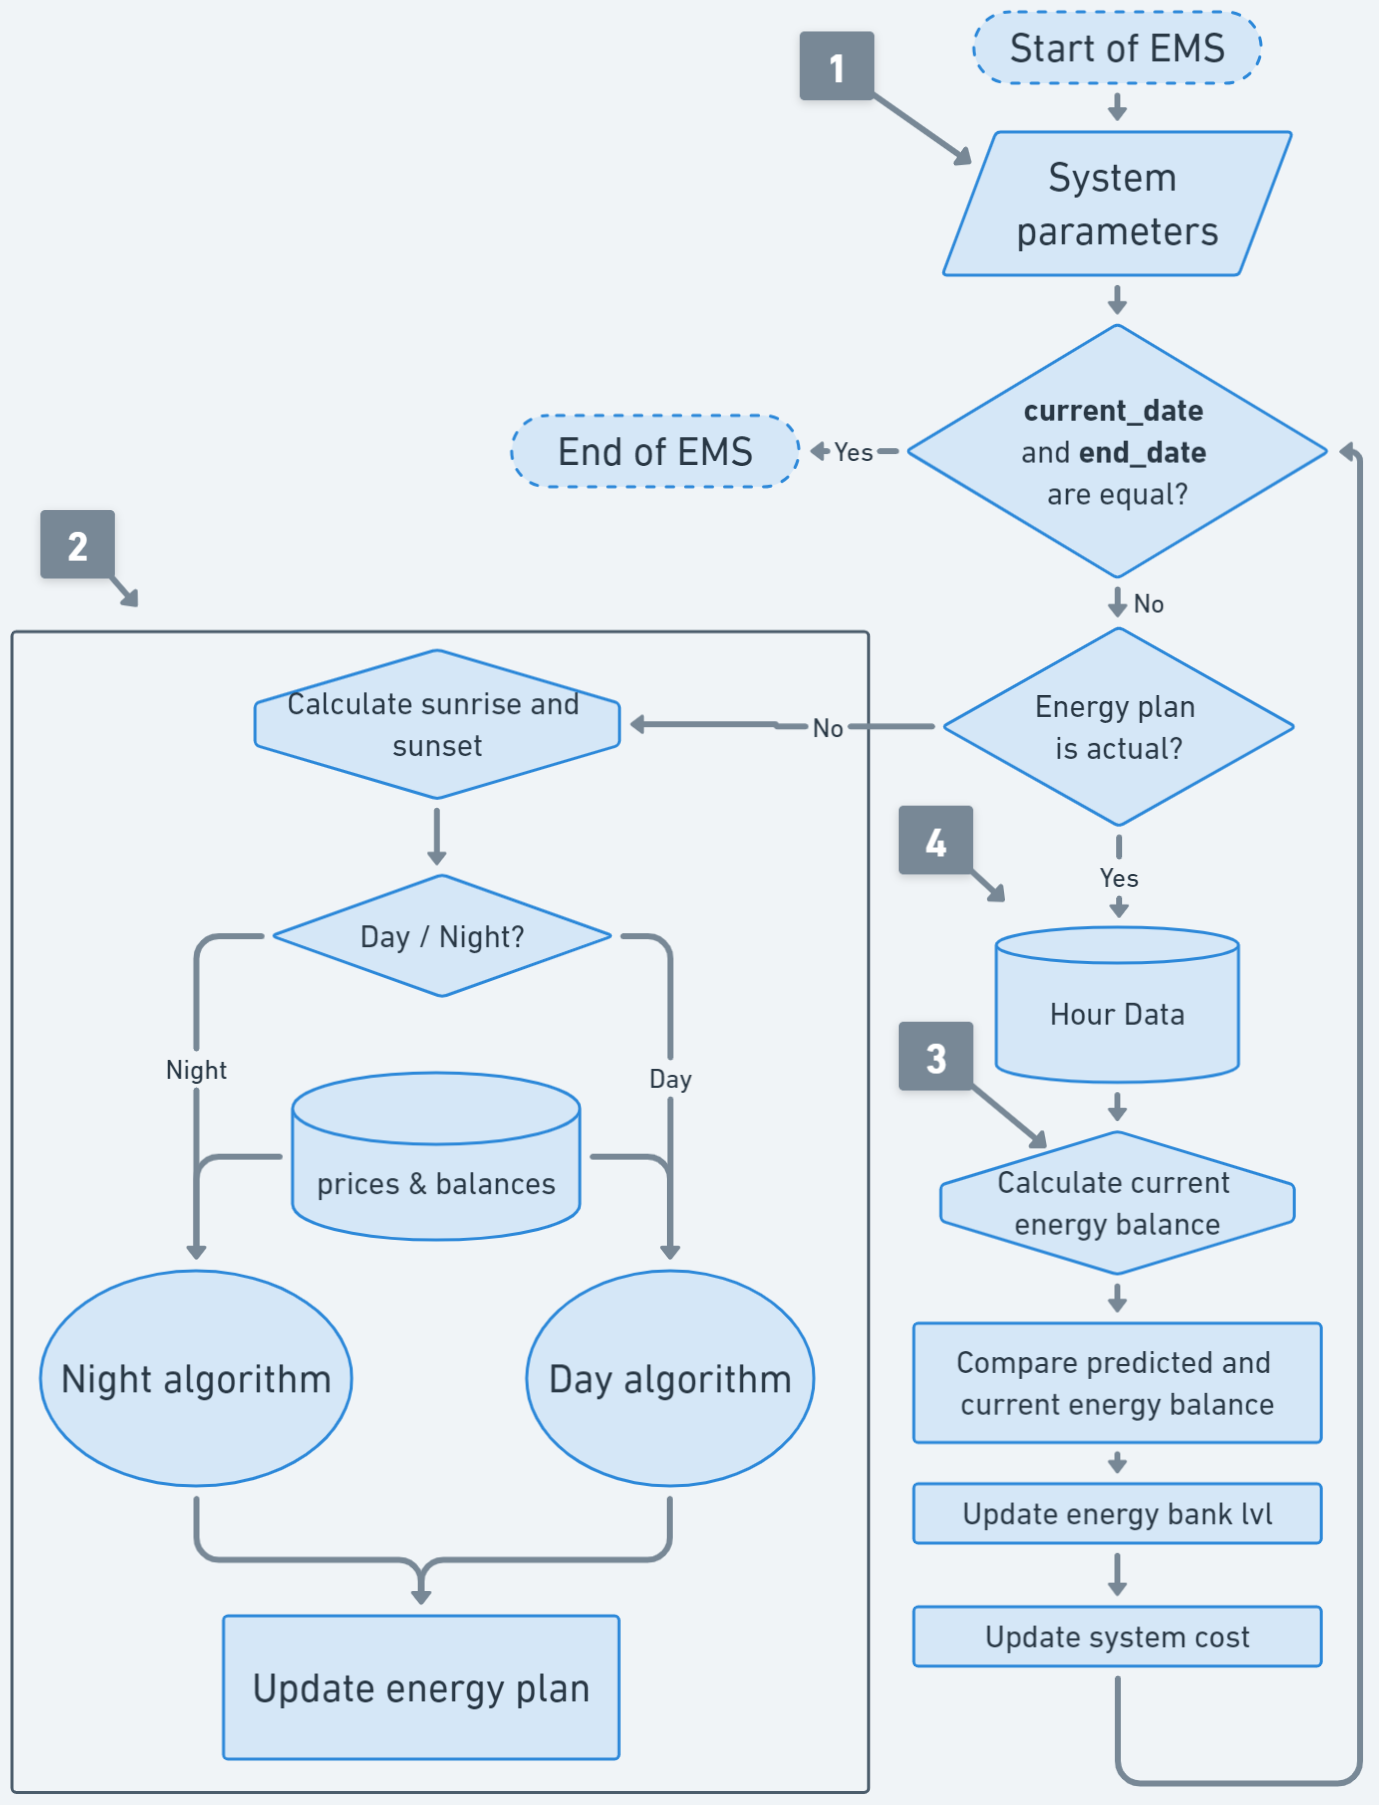 Start of EMS
1
System
parameters
current_date
and end_date
are equal?
Yes
End of EMS
No
2
Energy plan
is actual?
No
Calculate sunrise and
sunset
Day / Night?
Night
Day
prices & balances
Night algorithm
Day algorithm
Update energy plan
Yes
4
Hour Data
3
Calculate current
energy balance
Compare predicted and
current energy balance
Update energy bank lvl
Update system cost